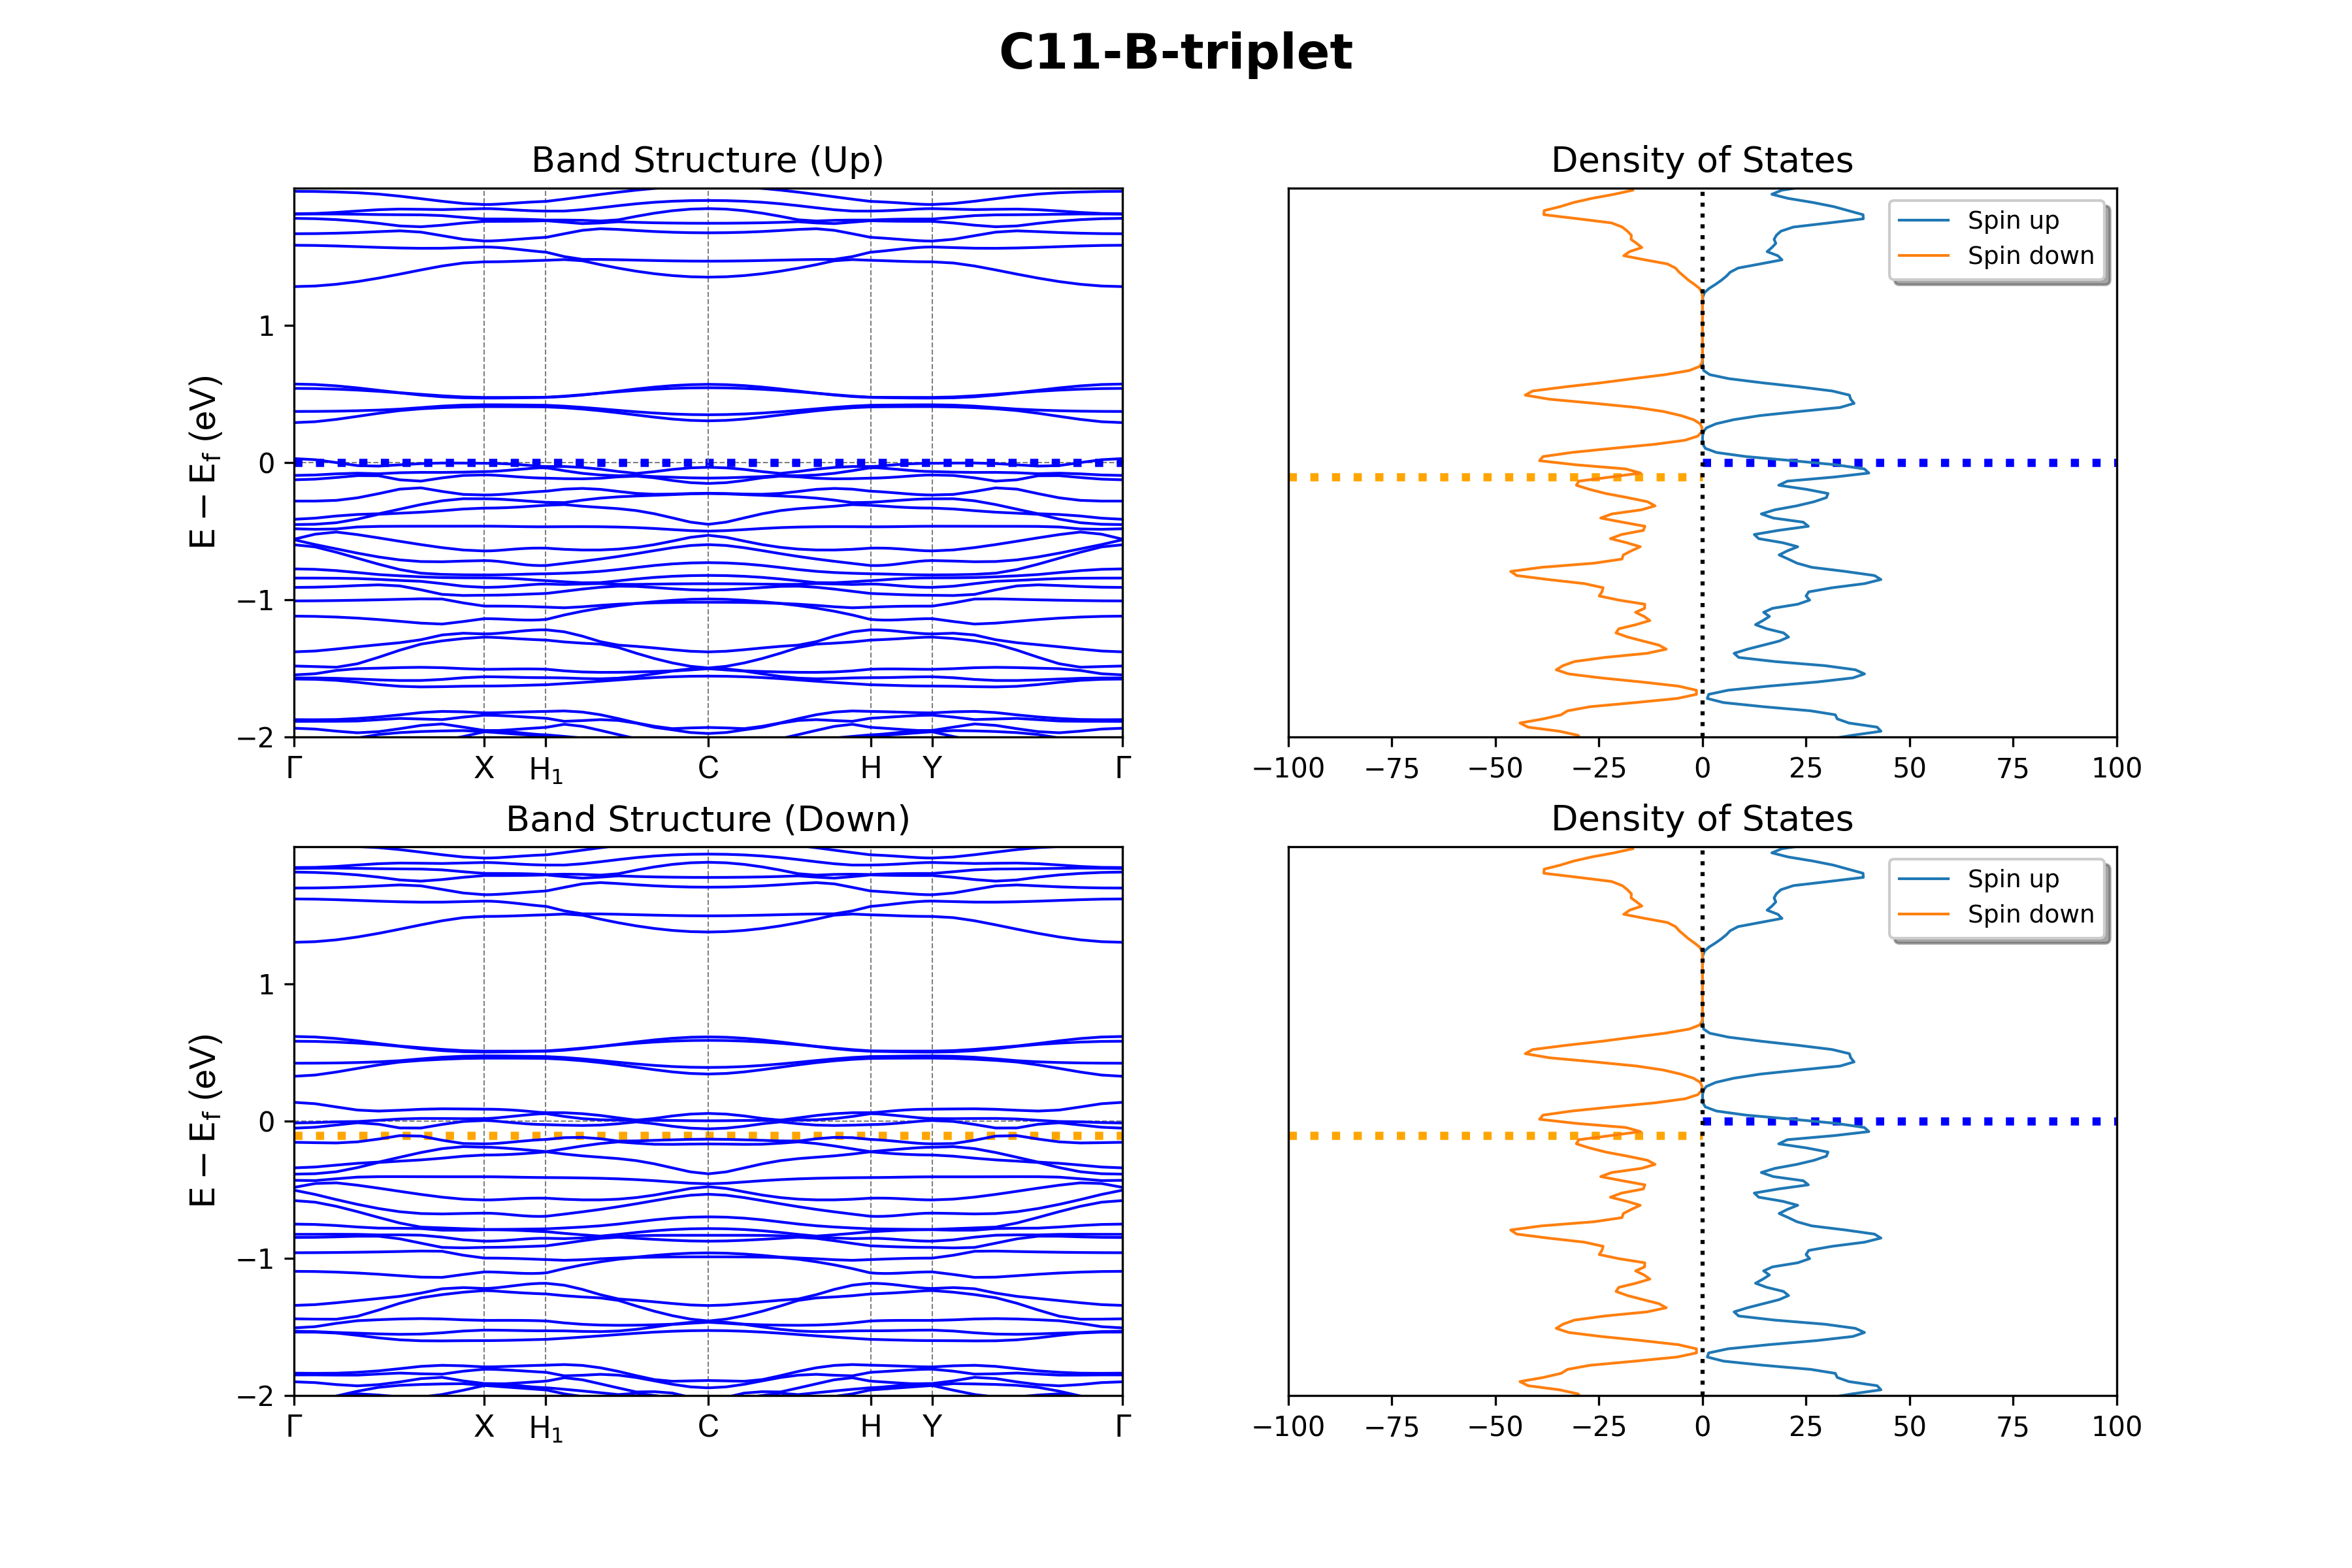 C11-B-triplet
Band Structure (Up)
Density of States
E − E_f (eV)
1
0
−1
−2
Γ X H₁ C H Y Γ
Spin up
Spin down
−100 −75 −50 −25 0 25 50 75 100
Band Structure (Down)
Density of States
E − E_f (eV)
1
0
−1
−2
Γ X H₁ C H Y Γ
Spin up
Spin down
−100 −75 −50 −25 0 25 50 75 100